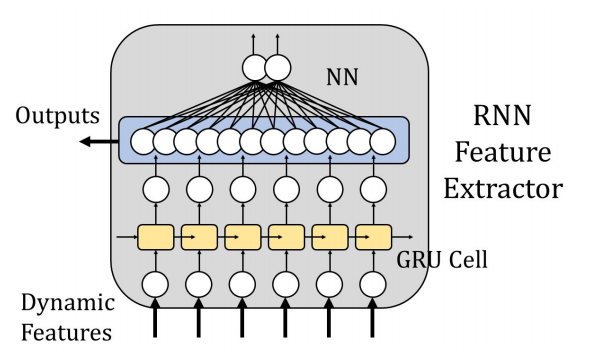 NN
Outputs
RNN
Feature
Extractor
GRU Cell
Dynamic
Features